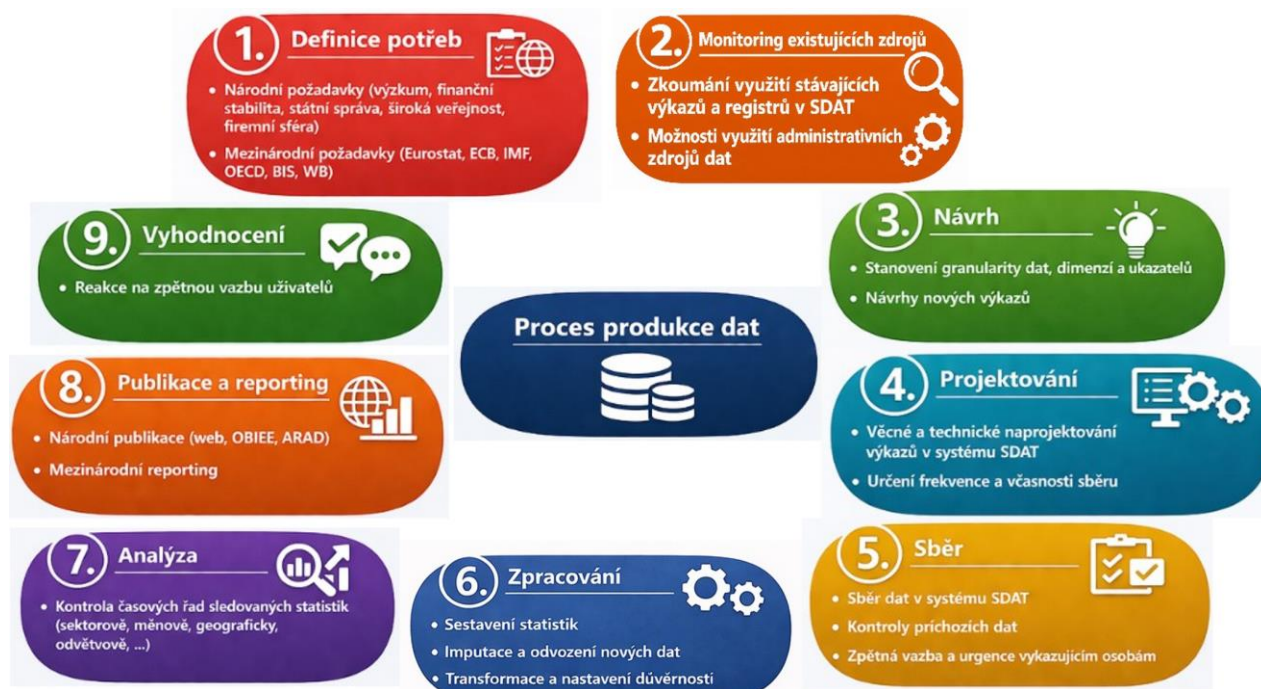 1. Definice potřeb
• Národní požadavky (výzkum, finanční
stabilita, státní správa, široká veřejnost,
firemní sféra)
• Mezinárodní požadavky (Eurostat, ECB, IMF,
OECD, BIS, WB)
2. Monitoring existujících zdrojů
• Zkoumání využití stávajících
výkazů a registrů v SDAT
• Možnosti využití administrativních
zdrojů dat
3. Návrh
• Stanovení granularity dat, dimenzí a ukazatelů
• Návrhy nových výkazů
4. Projektování
• Věcné a technické naprojektování
výkazů v systému SDAT
• Určení frekvence a včasnosti sběru
5. Sběr
• Sběr dat v systému SDAT
• Kontroly príchozích dat
• Zpětná vazba a urgence vykazujícím osobám
6. Zpracování
• Sestavení statistik
• Imputace a odvození nových dat
• Transformace a nastavení dúvěrnosti
7. Analýza
• Kontrola časových řad sledovaných statistik
(sektorově, měnově, geograficky,
odvětvově, ...)
8. Publikace a reporting
• Národní publikace (web, OBIEE, ARAD)
• Mezinárodní reporting
9. Vyhodnocení
• Reakce na zpětnou vazbu uživatelů
Proces produkce dat